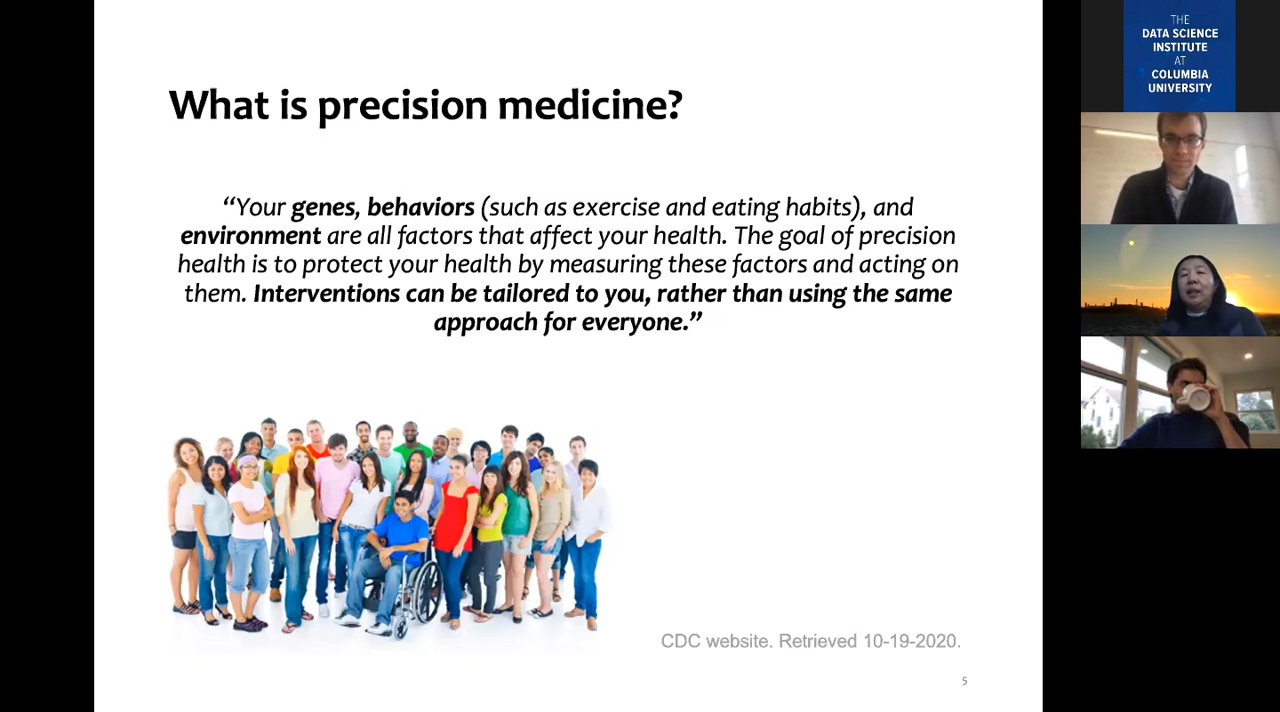 What is precision medicine?
“Your genes, behaviors (such as exercise and eating habits), and
environment are all factors that affect your health. The goal of precision
health is to protect your health by measuring these factors and acting on
them. Interventions can be tailored to you, rather than using the same
approach for everyone.”
CDC website. Retrieved 10-19-2020.
5
THE
DATA SCIENCE
INSTITUTE
AT
COLUMBIA
UNIVERSITY